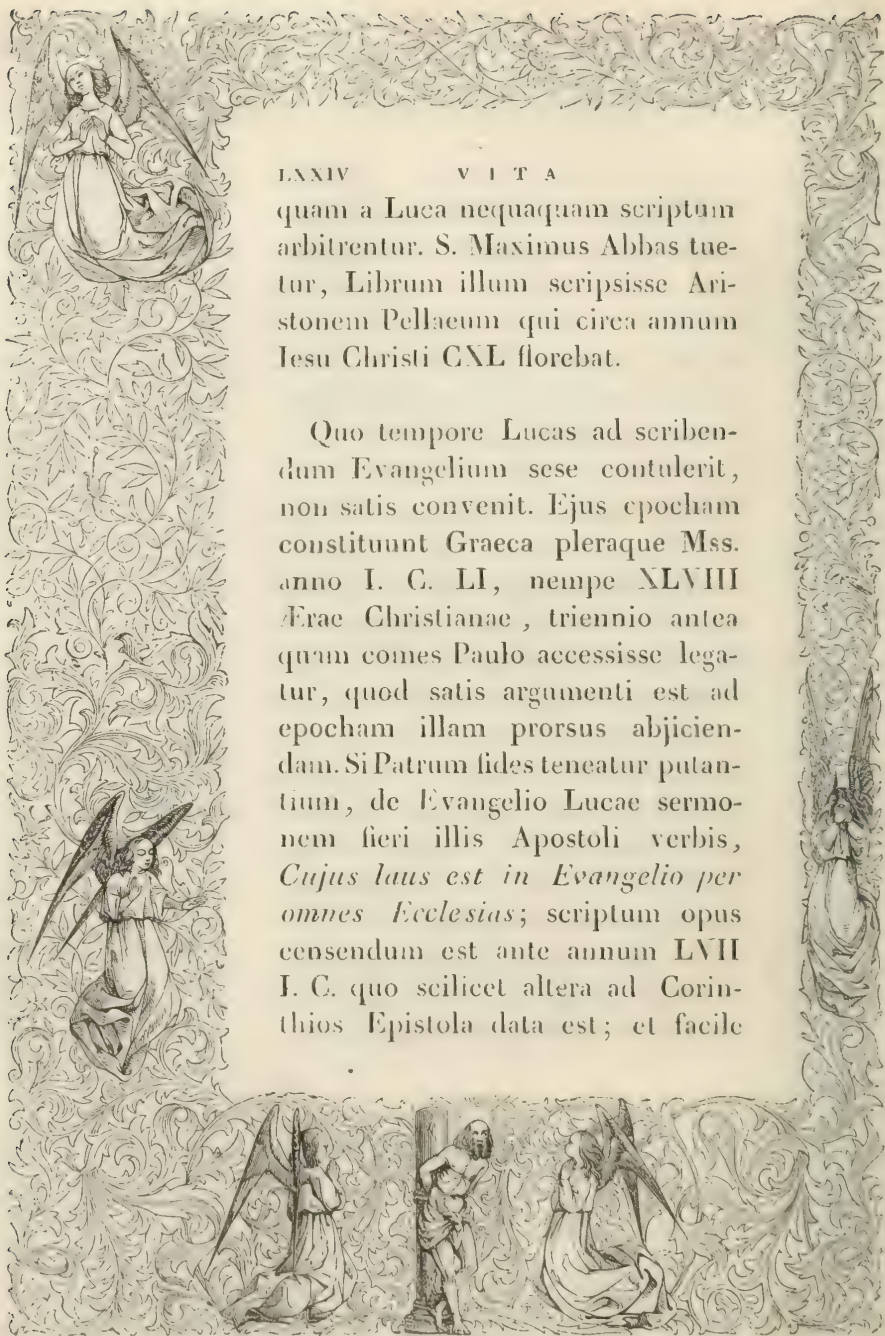 LXXIV VITA
quam a Luca nequaquam scriptum
arbitrentur. S. Maximus Abbas tue-
tur, Librum illum scripsisse Ari-
stonem Pellaeum qui circa annum
Iesu Christi CXL florebat.
Quo tempore Lucas ad scriben-
dum Evangelium sese contulerit,
non satis convenit. Ejus epocham
constituunt Graeca pleraque Mss.
anno I. C. LI, nempe XLVIII
Ærae Christianae, triennio antea
quam comes Paulo accessisse lega-
tur, quod satis argumenti est ad
epocham illam prorsus abjicien-
dam. Si Patrum fides teneatur putan-
tium, de Evangelio Lucae sermo-
nem fieri illis Apostoli verbis,
Cujus laus est in Evangelio per
omnes Ecclesias; scriptum opus
censendum est ante annum LVII
I. C. quo scilicet altera ad Corin-
thios Epistola data est; et facile